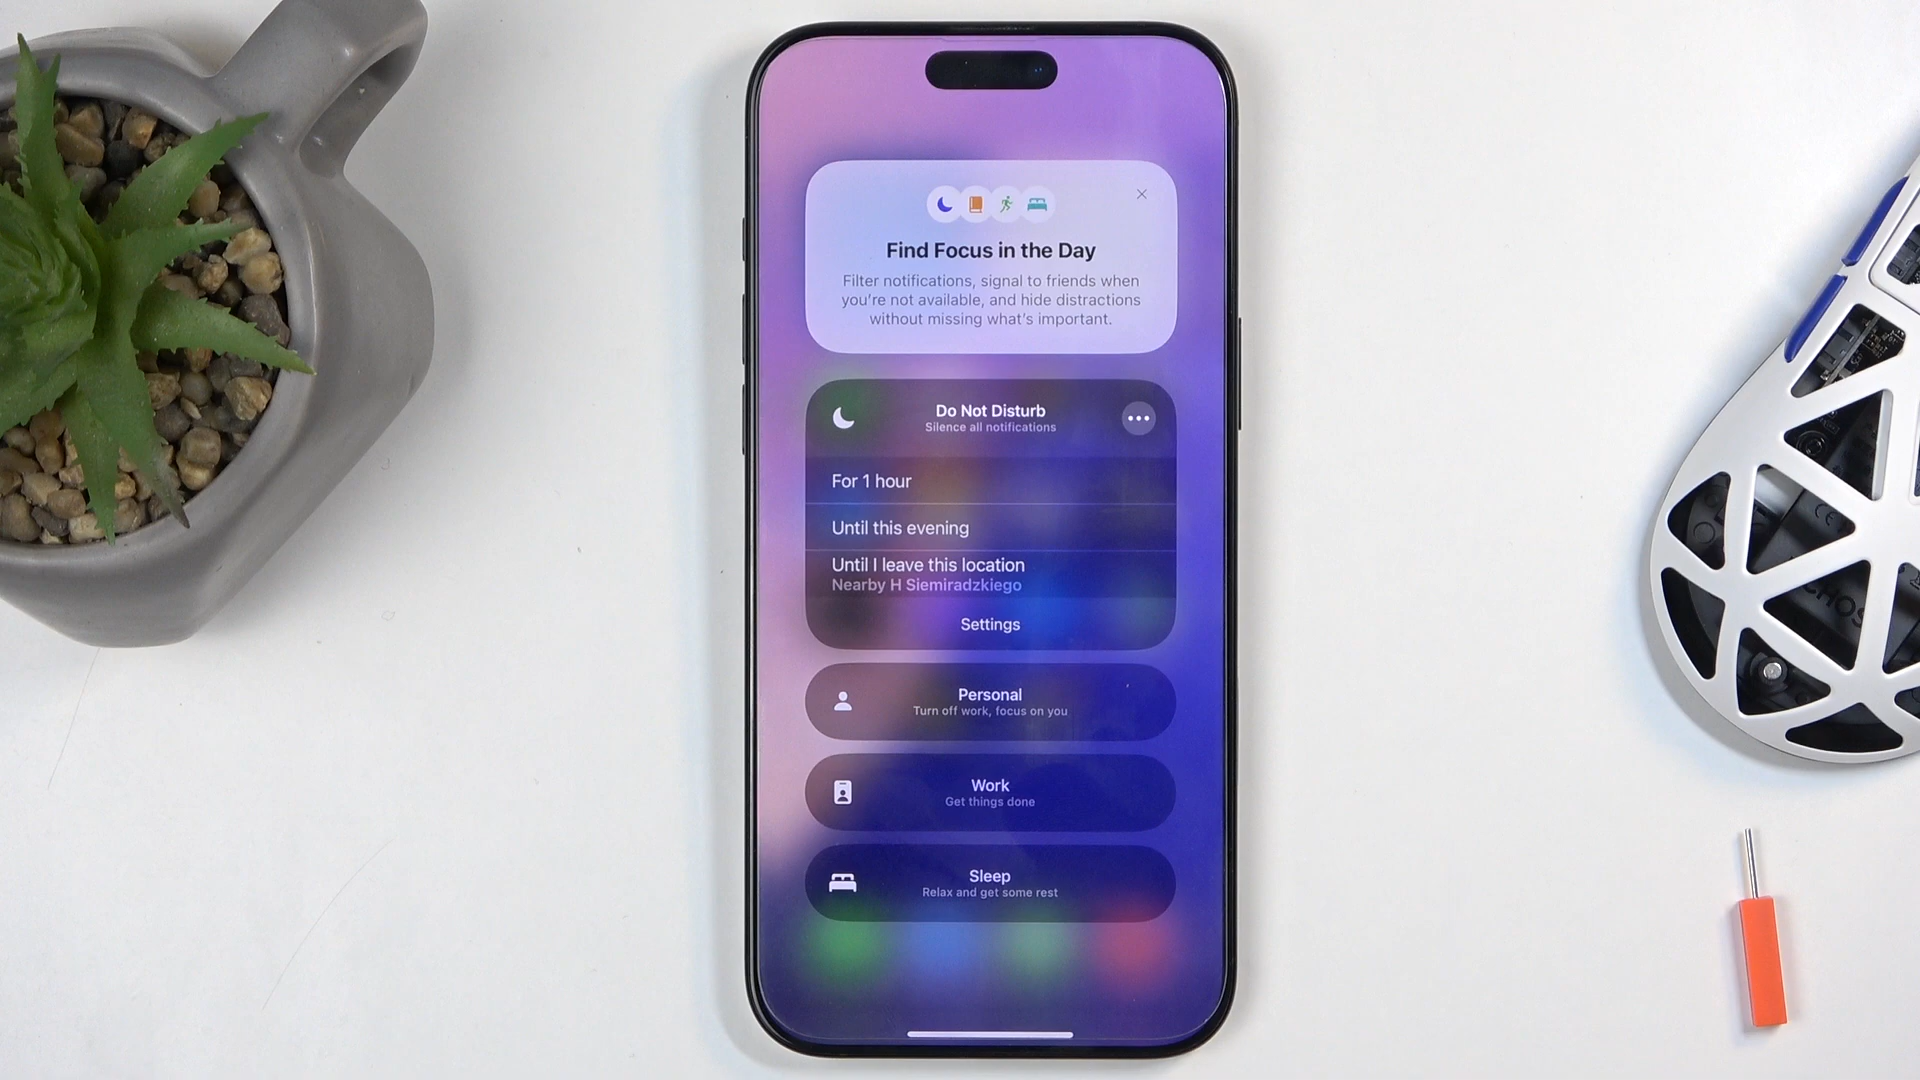 Find Focus in the Day
Filter notifications, signal to friends when
you're not available, and hide distractions
without missing what's important.
Do Not Disturb
Silence all notifications
For 1 hour
Until this evening
Until I leave this location
Nearby H Siemiradzkiego
Settings
Personal
Turn off work, focus on you
Work
Get things done
Sleep
Relax and get some rest